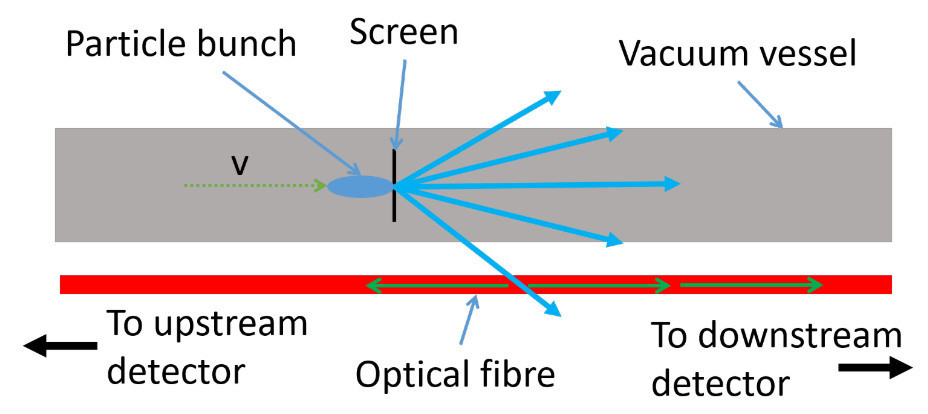 Particle bunch
Screen
Vacuum vessel
v
To upstream
detector
Optical fibre
To downstream
detector